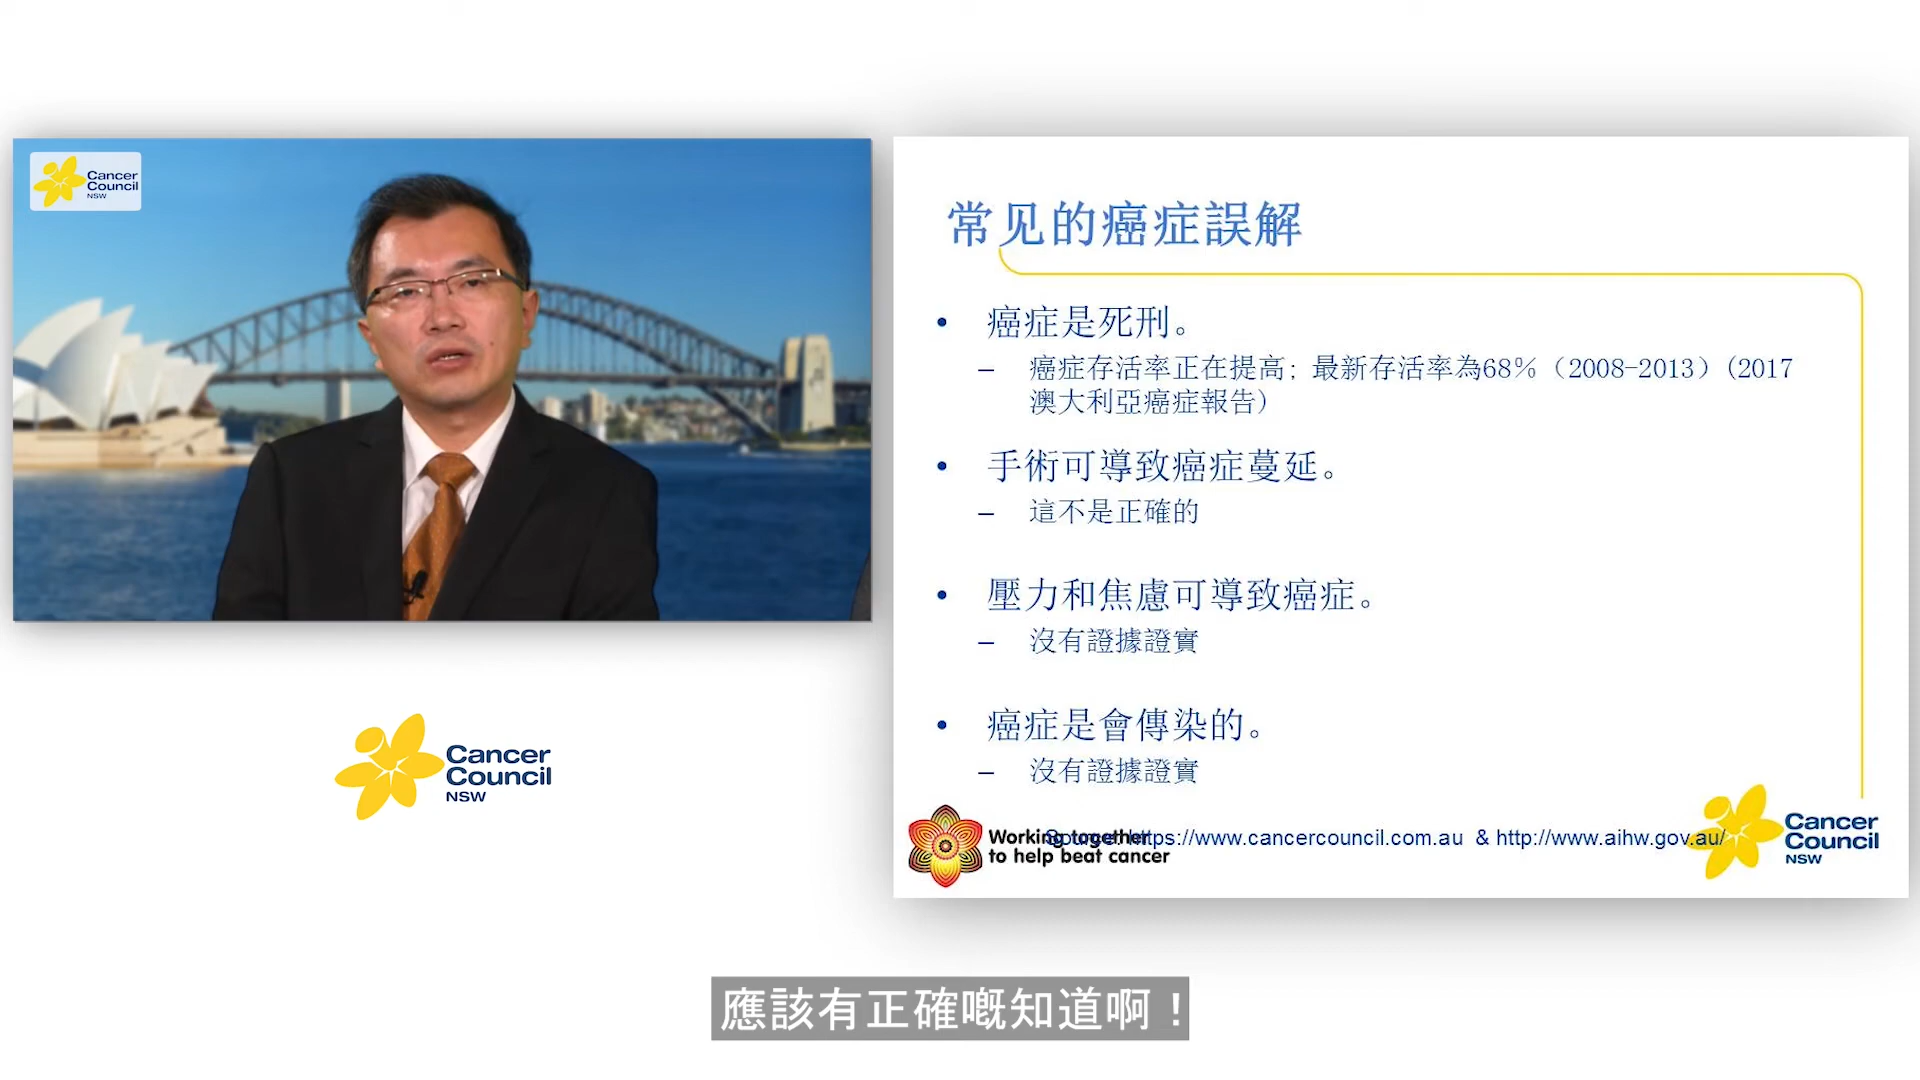 Cancer
Council
NSW
常见的癌症誤解
• 癌症是死刑。
– 癌症存活率正在提高; 最新存活率為68%（2008-2013）(2017
澳大利亞癌症報告)
• 手術可導致癌症蔓延。
– 這不是正確的
• 壓力和焦慮可導致癌症。
– 沒有證據證實
• 癌症是會傳染的。
– 沒有證據證實
Working together
to help beat cancer
Source: https://www.cancercouncil.com.au & http://www.aihw.gov.au/
Cancer
Council
NSW
Cancer
Council
NSW
應該有正確嘅知道啊！